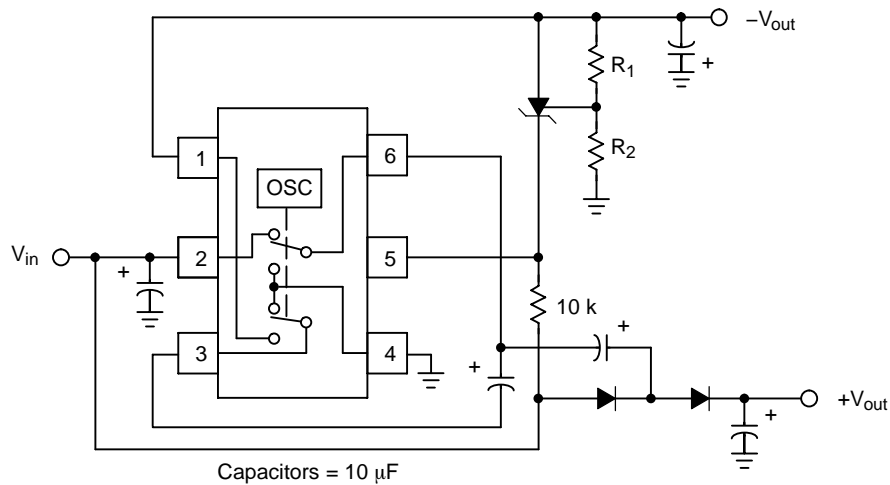 −Vout
R1
R2
1
6
OSC
Vin
+
2
5
10 k
3
4
+
+
+
+
+Vout
Capacitors = 10 μF